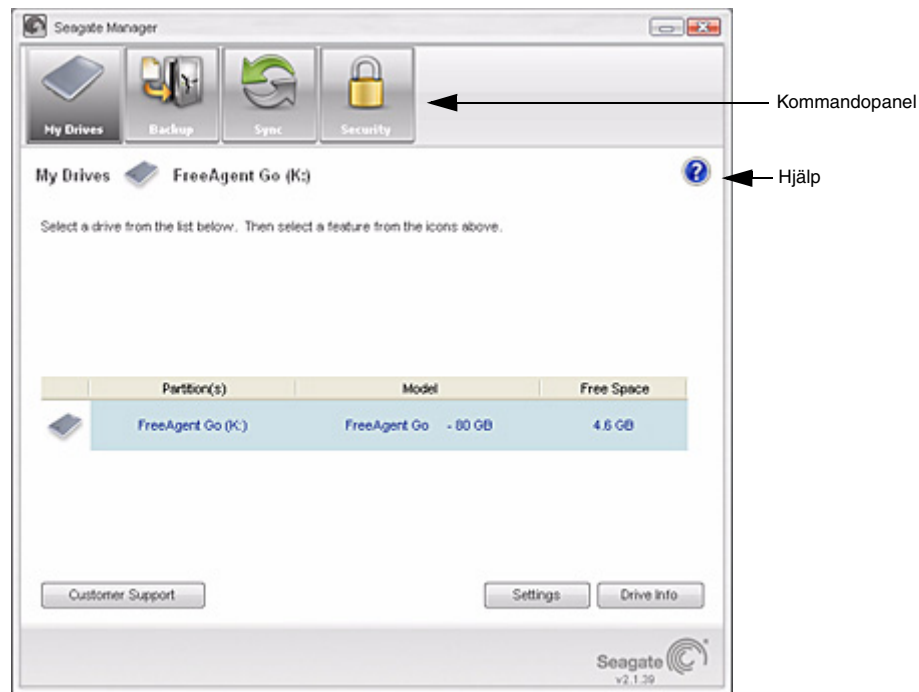 Seagate Manager
My Drives
Backup
Sync
Security
Kommandopanel
My Drives FreeAgent Go (K:)
?
Hjälp
Select a drive from the list below. Then select a feature from the icons above.
Partition(s) Model Free Space
FreeAgent Go (K:) FreeAgent Go - 80 GB 4.6 GB
Customer Support Settings Drive Info
Seagate
v2.1.39